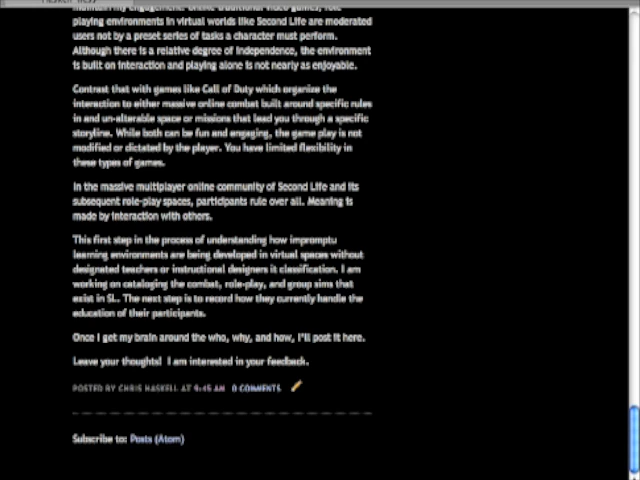 playing environments in virtual worlds like Second Life are moderated
users not by a preset series of tasks a character must perform.
Although there is a relative degree of independence, the environment
is built on interaction and playing alone is not nearly as enjoyable.
Contrast that with games like Call of Duty which organize the
interaction to either massive online combat built around specific rules
in and un-alterable space or missions that lead you through a specific
storyline. While both can be fun and engaging, the game play is not
modified or dictated by the player. You have limited flexibility in
these types of games.
In the massive multiplayer online community of Second Life and its
subsequent role-play spaces, participants rule over all. Meaning is
made by interaction with others.
This first step in the process of understanding how impromptu
learning environments are being developed in virtual spaces without
designated teachers or instructional designers it classification. I am
working on cataloging the combat, role-play, and group sims that
exist in SL. The next step is to record how they currently handle the
education of their participants.
Once I get my brain around the who, why, and how, I'll post it here.
Leave your thoughts! I am interested in your feedback.
POSTED BY CHRIS HASKELL AT 9:45 AM 0 COMMENTS
Subscribe to: Posts (Atom)